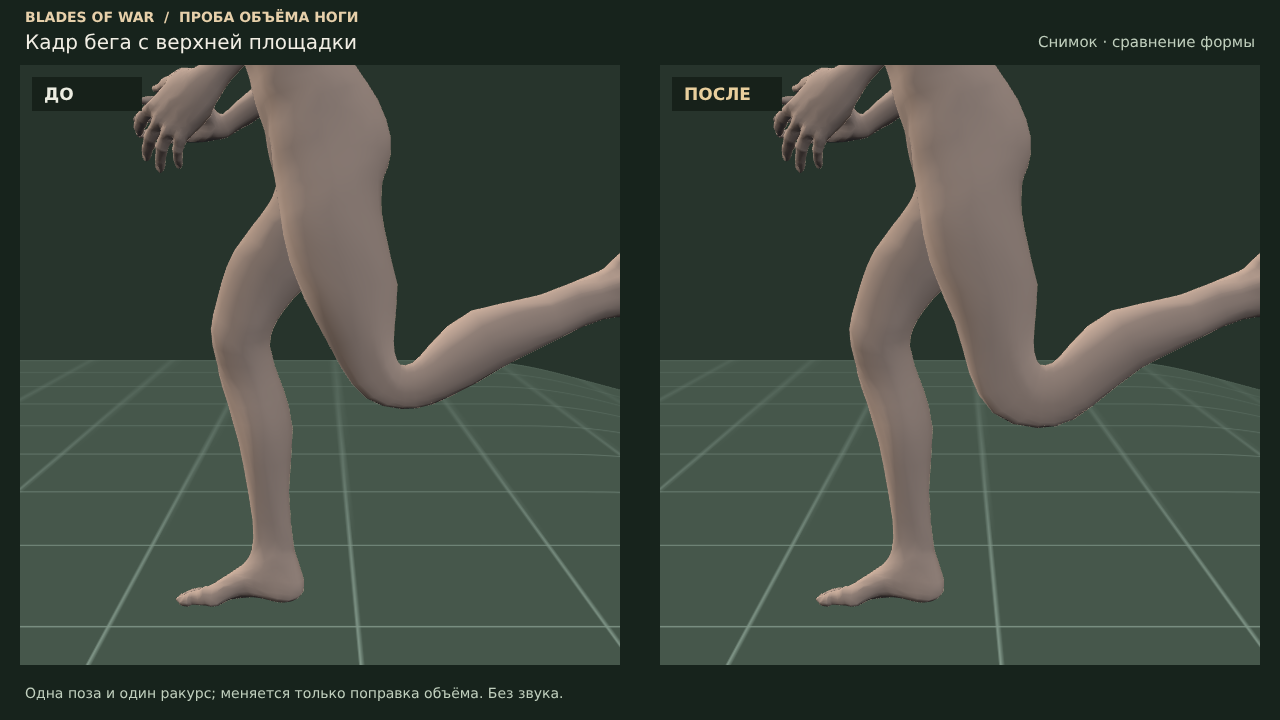 BLADES OF WAR / ПРОБА ОБЪЁМА НОГИ
Кадр бега с верхней площадки
Снимок · сравнение формы
ДО
ПОСЛЕ
Одна поза и один ракурс; меняется только поправка объёма. Без звука.